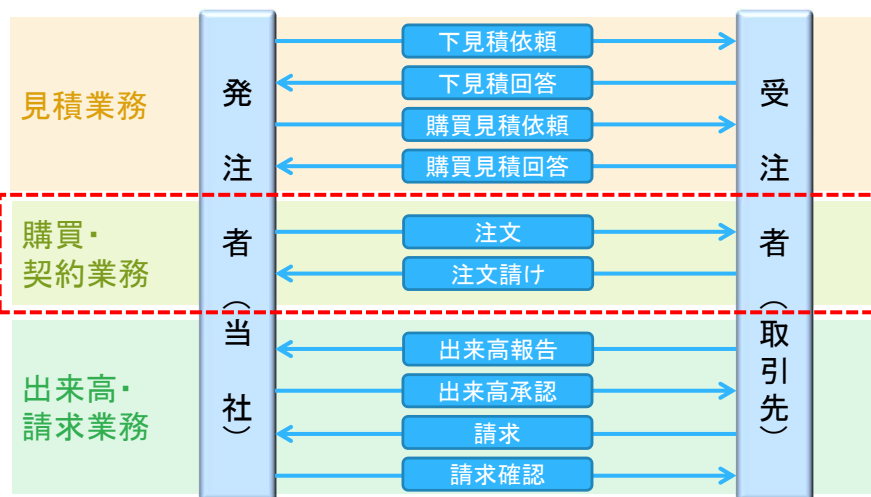 見積業務
発注者（当社）
受注者（取引先）
下見積依頼
下見積回答
購買見積依頼
購買見積回答
購買・
契約業務
注文
注文請け
出来高・
請求業務
出来高報告
出来高承認
請求
請求確認